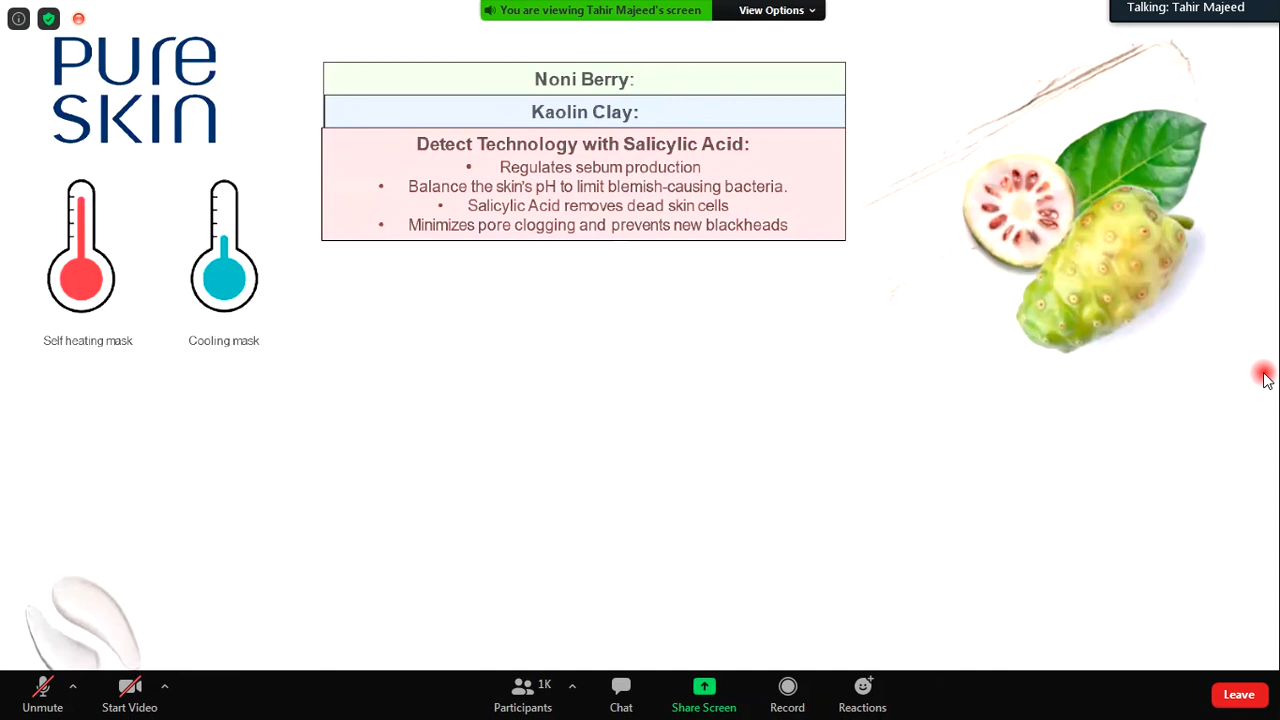 You are viewing Tahir Majeed's screen
View Options
Talking: Tahir Majeed
PURE
SKIN
Noni Berry:
Kaolin Clay:
Detect Technology with Salicylic Acid:
• Regulates sebum production
• Balance the skin's pH to limit blemish-causing bacteria.
• Salicylic Acid removes dead skin cells
• Minimizes pore clogging and prevents new blackheads
Self heating mask
Cooling mask
Unmute
Start Video
1K
Participants
Chat
Share Screen
Record
Reactions
Leave